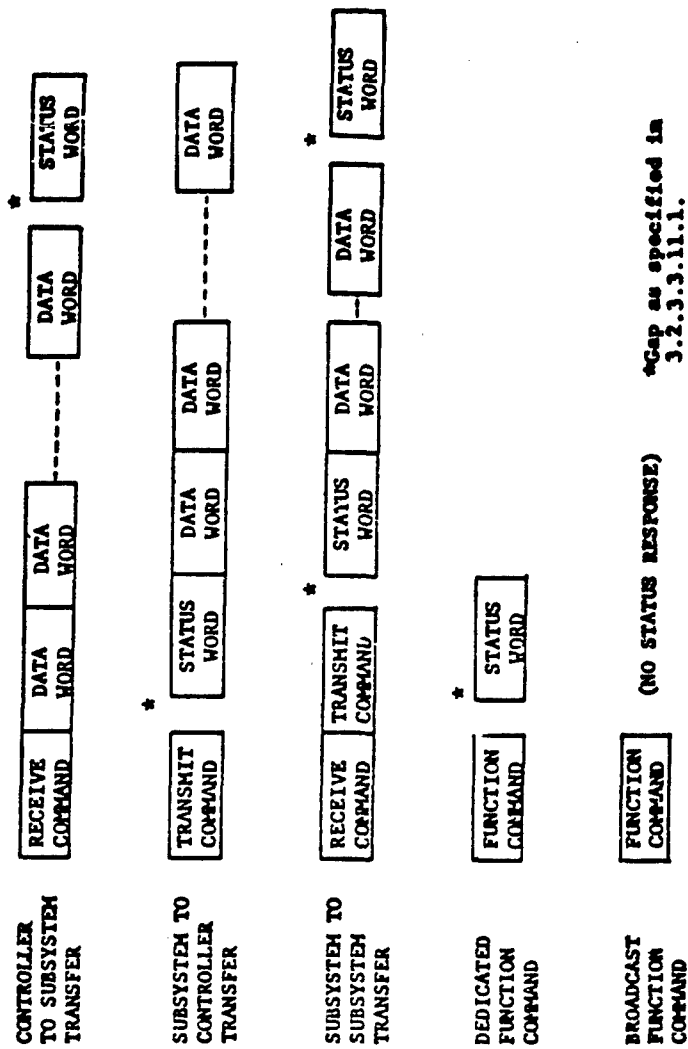 CONTROLLER
TO SUBSYSTEM
TRANSFER
RECEIVE
COMMAND
DATA
WORD
DATA
WORD
DATA
WORD
*
STATUS
WORD
SUBSYSTEM TO
CONTROLLER
TRANSFER
TRANSMIT
COMMAND
*
STATUS
WORD
DATA
WORD
DATA
WORD
DATA
WORD
SUBSYSTEM TO
SUBSYSTEM
TRANSFER
RECEIVE
COMMAND
TRANSMIT
COMMAND
*
STATUS
WORD
DATA
WORD
DATA
WORD
*
STATUS
WORD
DEDICATED
FUNCTION
COMMAND
FUNCTION
COMMAND
*
STATUS
WORD
BROADCAST
FUNCTION
COMMAND
FUNCTION
COMMAND
(NO STATUS RESPONSE)
*Gap as specified in
3.2.3.3.11.1.